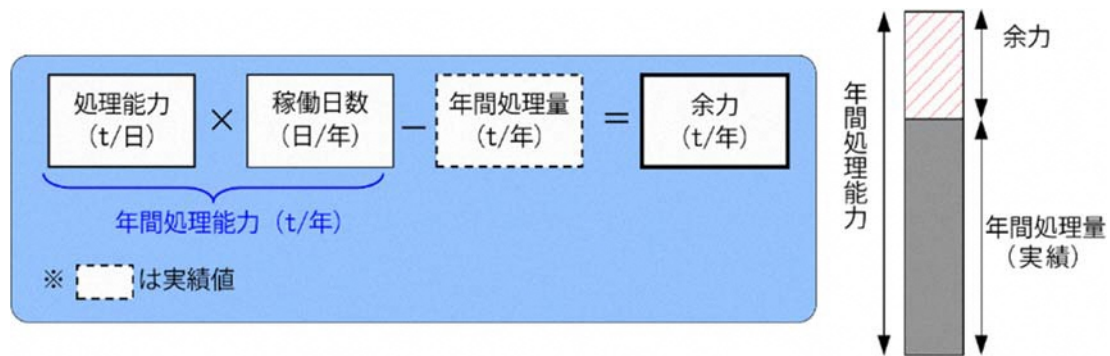 処理能力
（t/日）
×
稼働日数
（日/年）
−
年間処理量
（t/年）
=
余力
（t/年）
年間処理能力（t/年）
※ は実績値
年間処理能力
余力
年間処理量
（実績）